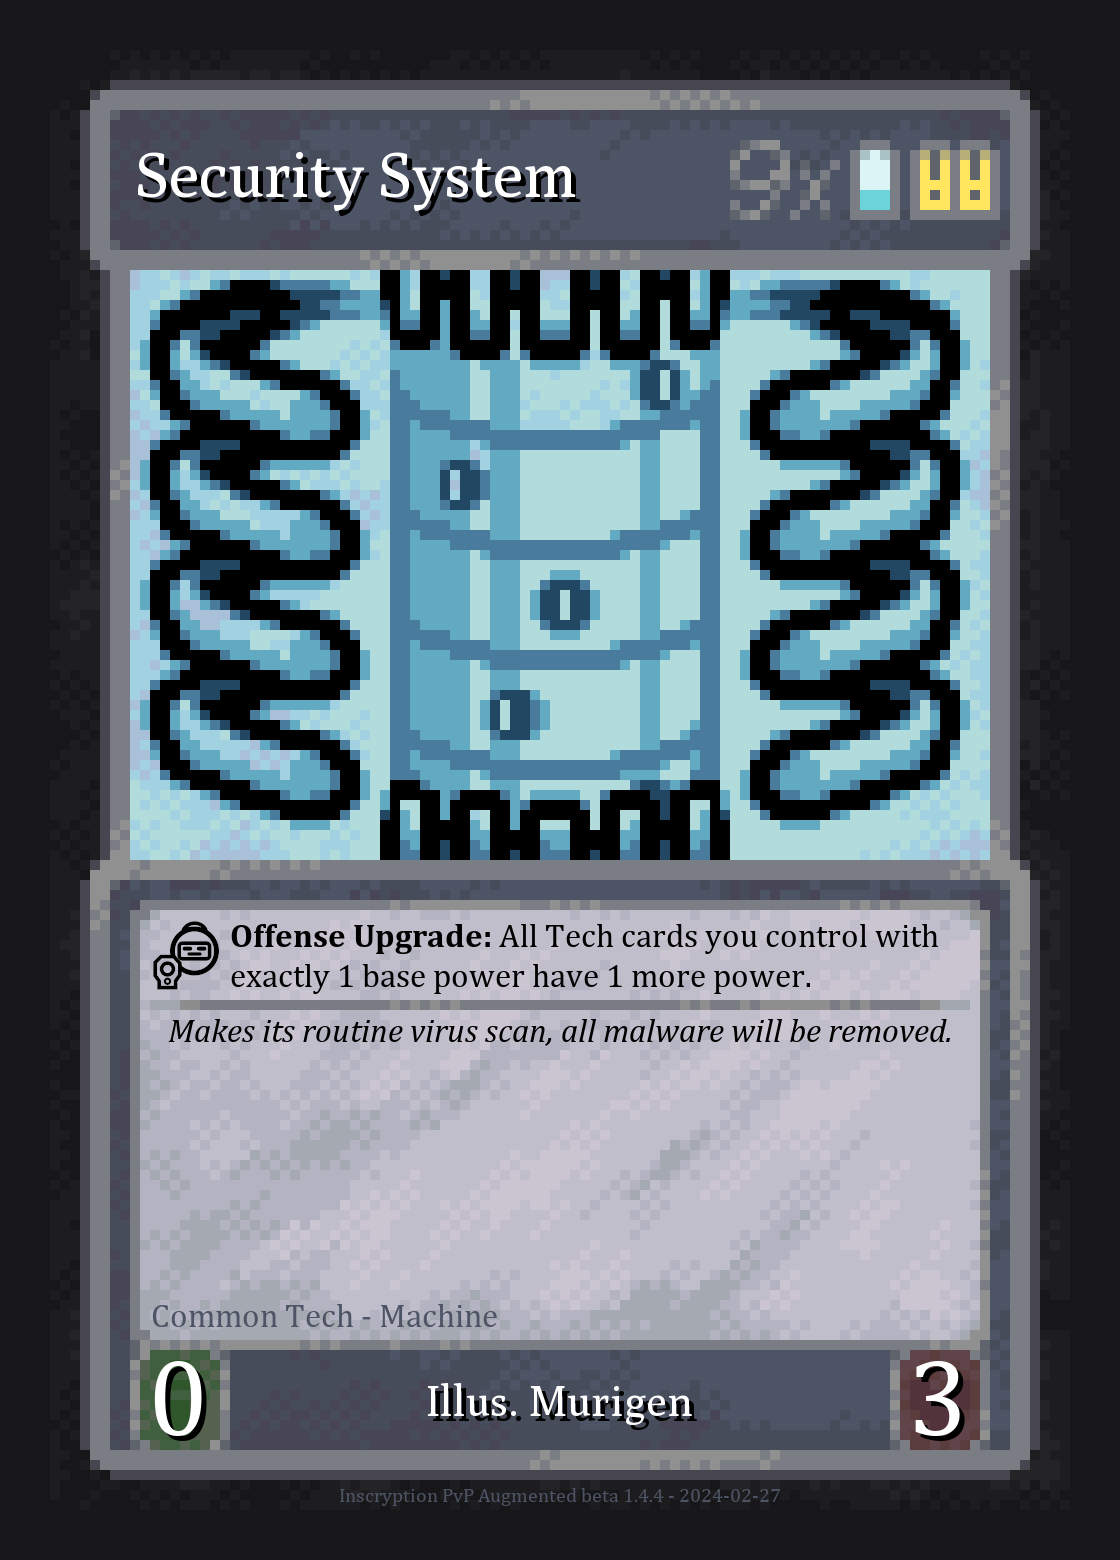 Security System 9x
Offense Upgrade: All Tech cards you control with
exactly 1 base power have 1 more power.
Makes its routine virus scan, all malware will be removed.
Common Tech - Machine
0 Illus. Murigen 3
Inscryption PvP Augmented beta 1.4.4 - 2024-02-27